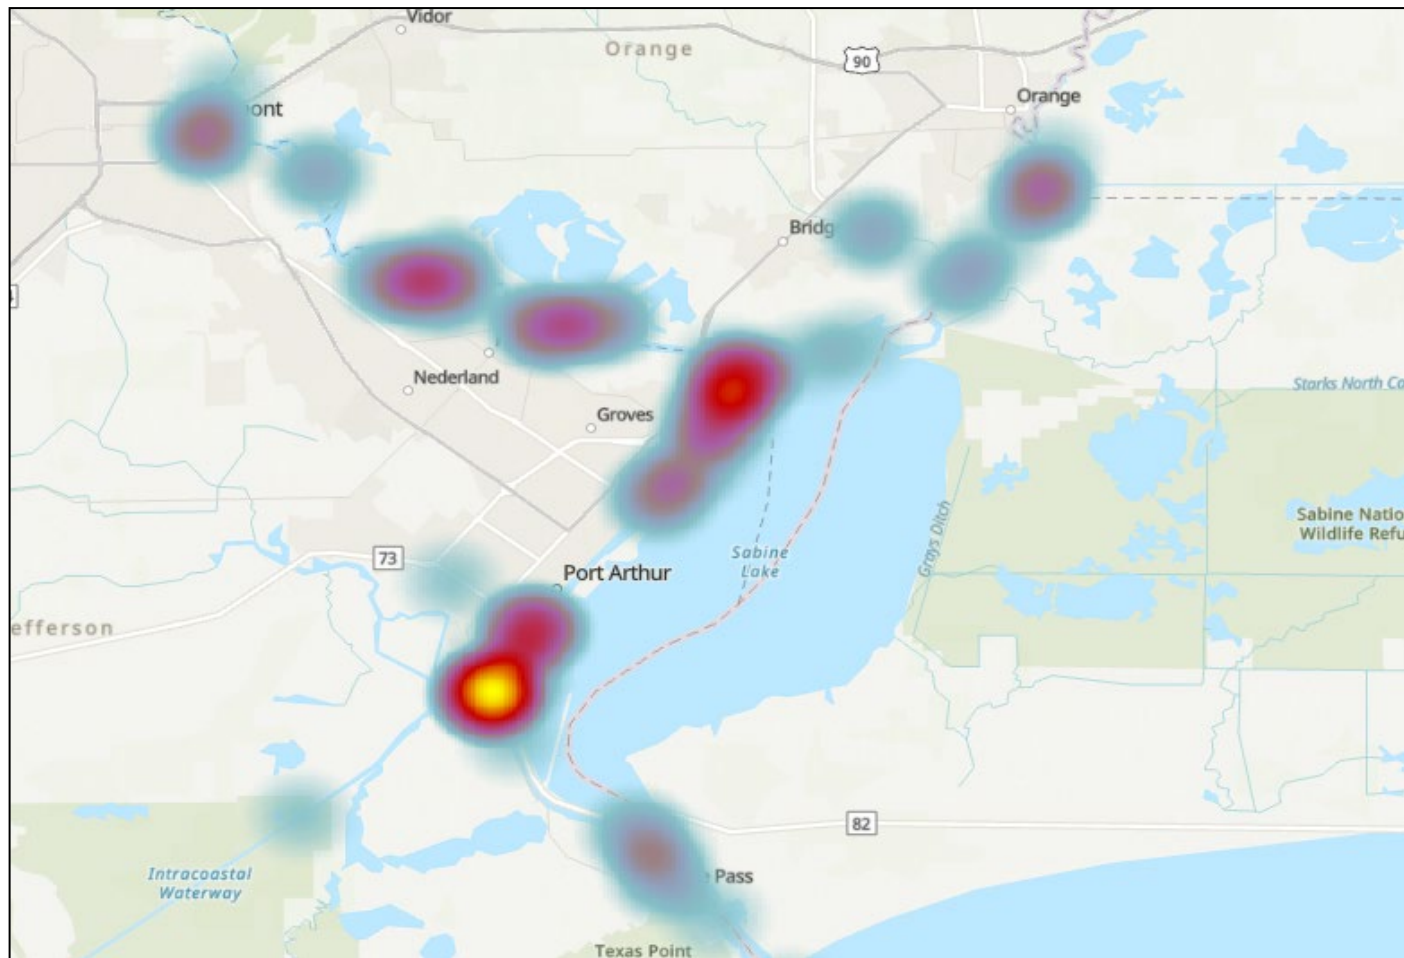 Vidor
Orange
90
ont
Orange
Bridg
Nederland
Groves
Starks North Co
Grays Ditch
Sabine Natio
Wildlife Refu
73
Sabine
Lake
Port Arthur
efferson
82
Intracoastal
Waterway
Pass
Texas Point